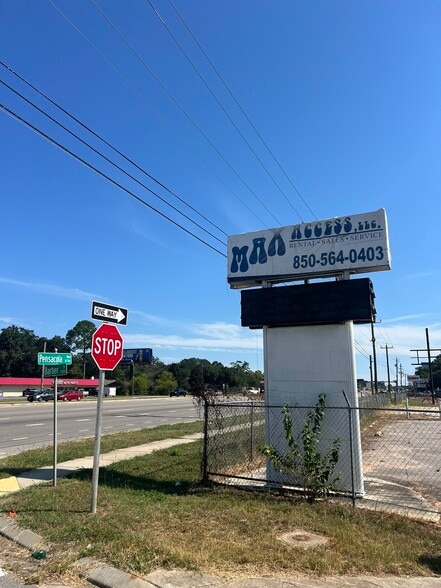 MAN ACCESS, LLC.
RENTAL • SALES • SERVICE
850-564-0403
ONE WAY
STOP
Pensacola